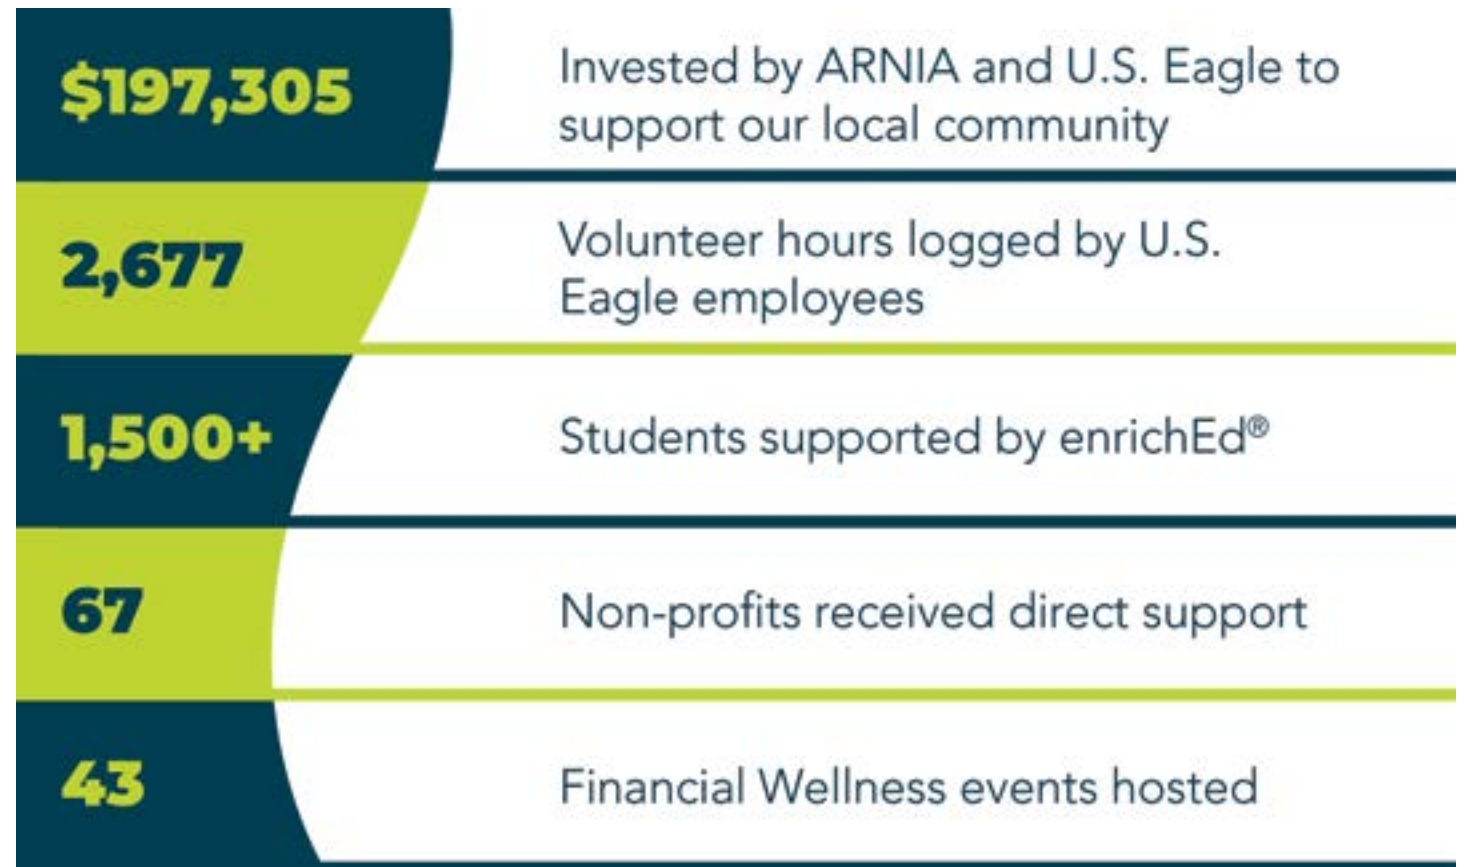 $197,305
Invested by ARNIA and U.S. Eagle to
support our local community
2,677
Volunteer hours logged by U.S.
Eagle employees
1,500+
Students supported by enrichEd®
67
Non-profits received direct support
43
Financial Wellness events hosted